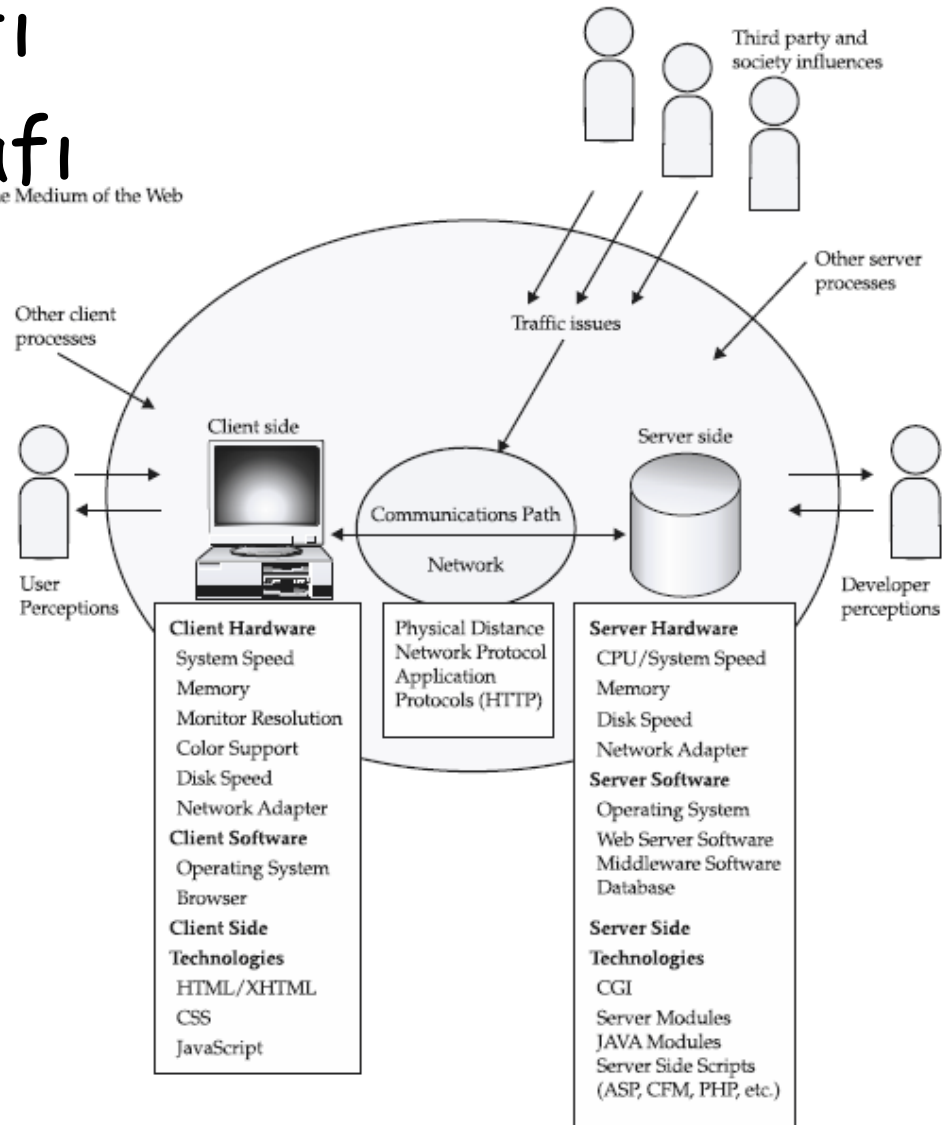 Third party and
society influences
e Medium of the Web
Other server
processes
Other client
processes
Traffic issues
Client side
Server side
Communications Path
Network
User
Perceptions
Developer
perceptions
Client Hardware
System Speed
Memory
Monitor Resolution
Color Support
Disk Speed
Network Adapter
Client Software
Operating System
Browser
Client Side
Technologies
HTML/XHTML
CSS
JavaScript
Physical Distance
Network Protocol
Application
Protocols (HTTP)
Server Hardware
CPU/System Speed
Memory
Disk Speed
Network Adapter
Server Software
Operating System
Web Server Software
Middleware Software
Database
Server Side
Technologies
CGI
Server Modules
JAVA Modules
Server Side Scripts
(ASP, CFM, PHP, etc.)